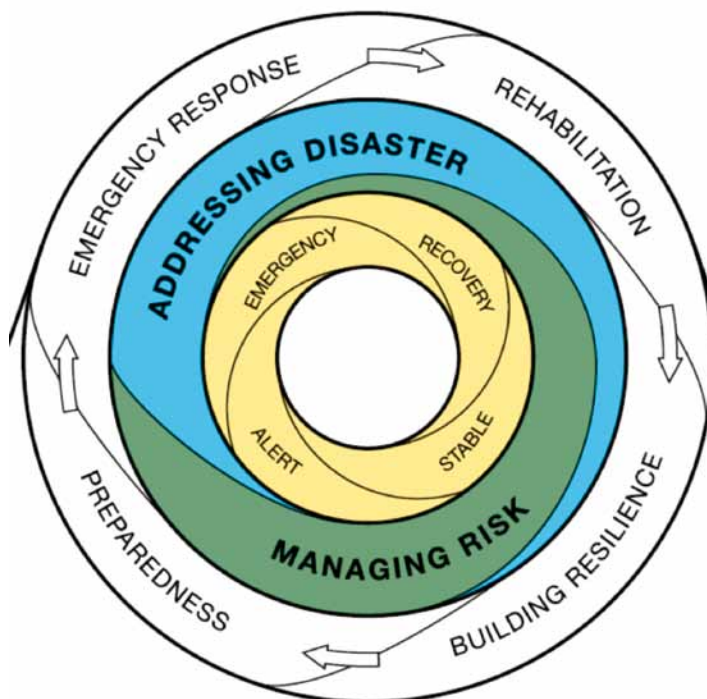 EMERGENCY RESPONSE
REHABILITATION
ADDRESSING DISASTER
EMERGENCY
RECOVERY
ALERT
STABLE
MANAGING RISK
PREPAREDNESS
BUILDING RESILIENCE